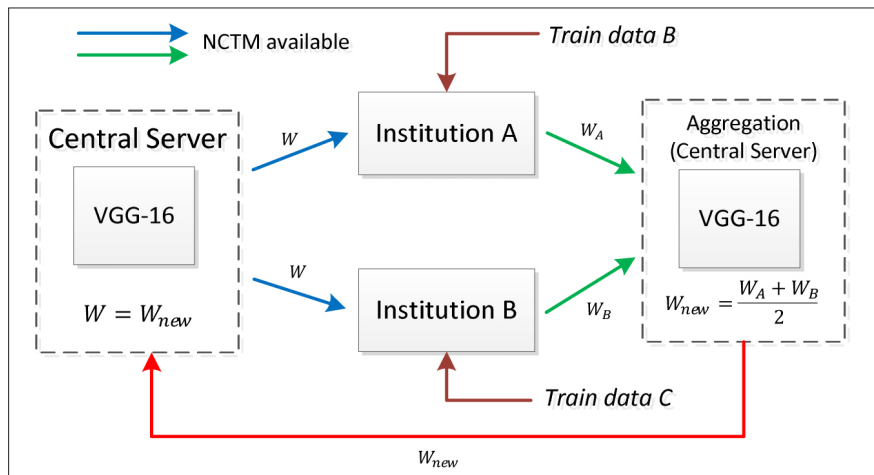 NCTM available
Train data B
Central Server
VGG-16
W = W_new
W
W
Institution A
Institution B
Train data C
W_A
W_B
Aggregation
(Central Server)
VGG-16
W_new = (W_A + W_B) / 2
W_new